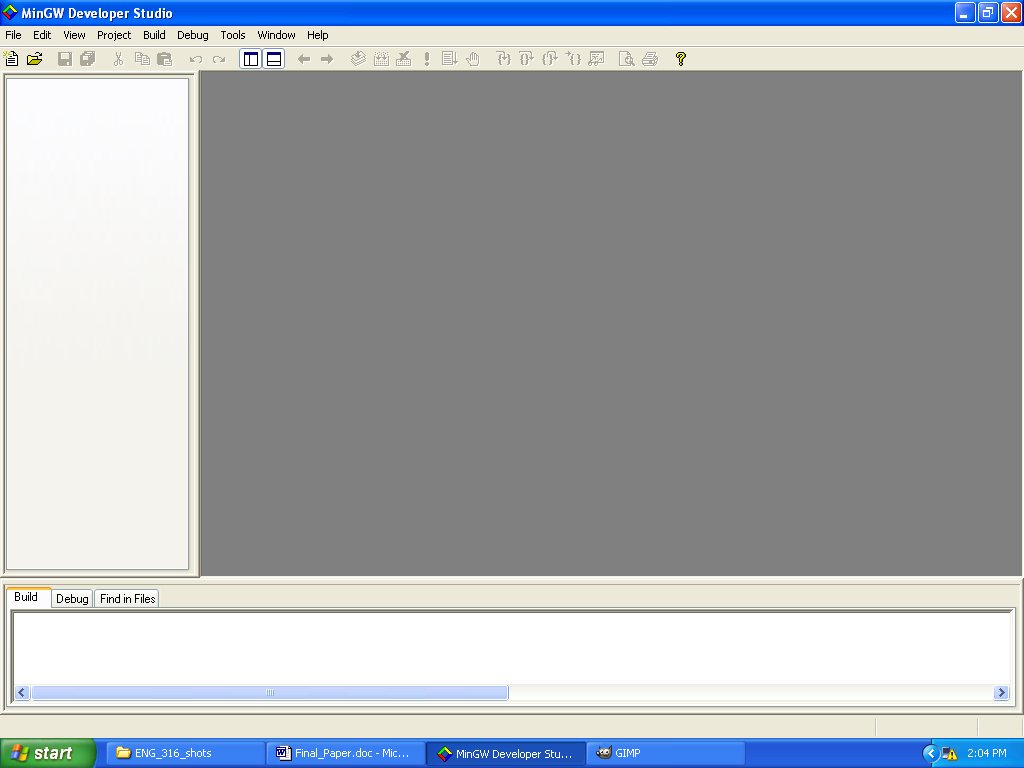 MinGW Developer Studio
File Edit View Project Build Debug Tools Window Help
Build Debug Find in Files
start ENG_316_shots Final_Paper.doc - Mic... MinGW Developer Stu... GIMP 2:04 PM